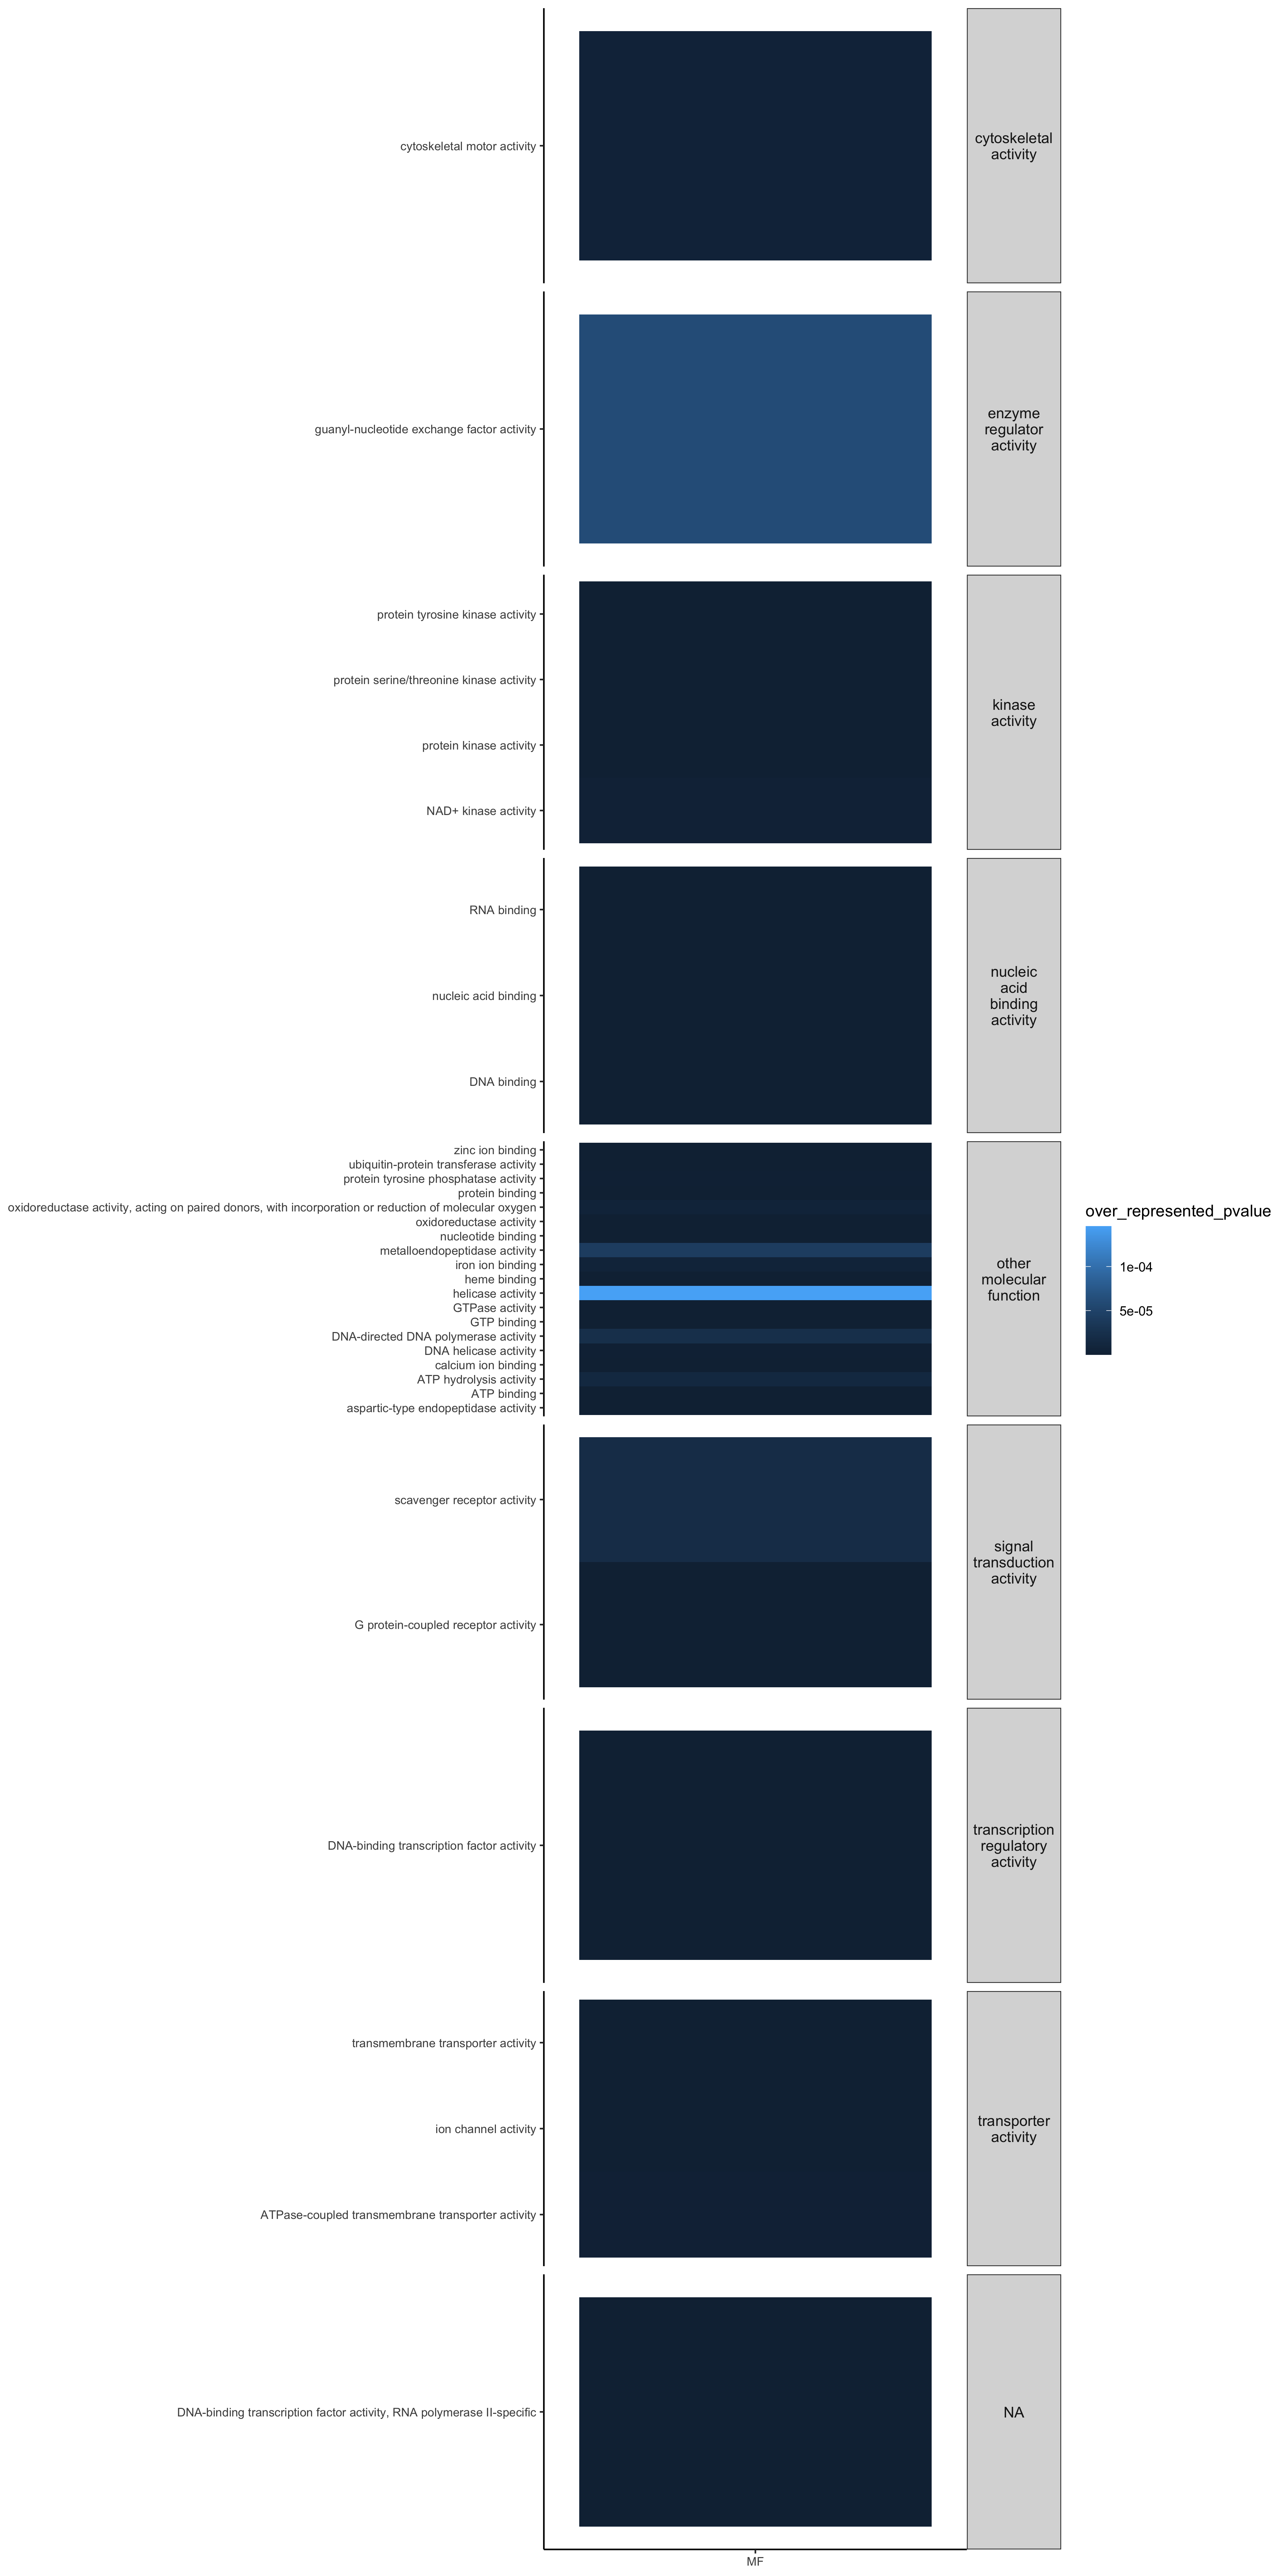 cytoskeletal motor activity
cytoskeletal
activity
guanyl-nucleotide exchange factor activity
enzyme
regulator
activity
protein tyrosine kinase activity
protein serine/threonine kinase activity
protein kinase activity
NAD+ kinase activity
kinase
activity
RNA binding
nucleic acid binding
DNA binding
nucleic
acid
binding
activity
zinc ion binding
ubiquitin-protein transferase activity
protein tyrosine phosphatase activity
protein binding
oxidoreductase activity, acting on paired donors, with incorporation or reduction of molecular oxygen
oxidoreductase activity
nucleotide binding
metalloendopeptidase activity
iron ion binding
heme binding
helicase activity
GTPase activity
GTP binding
DNA-directed DNA polymerase activity
DNA helicase activity
calcium ion binding
ATP hydrolysis activity
ATP binding
aspartic-type endopeptidase activity
other
molecular
function
over_represented_pvalue
1e-04
5e-05
scavenger receptor activity
G protein-coupled receptor activity
signal
transduction
activity
DNA-binding transcription factor activity
transcription
regulatory
activity
transmembrane transporter activity
ion channel activity
ATPase-coupled transmembrane transporter activity
transporter
activity
DNA-binding transcription factor activity, RNA polymerase II-specific
NA
MF